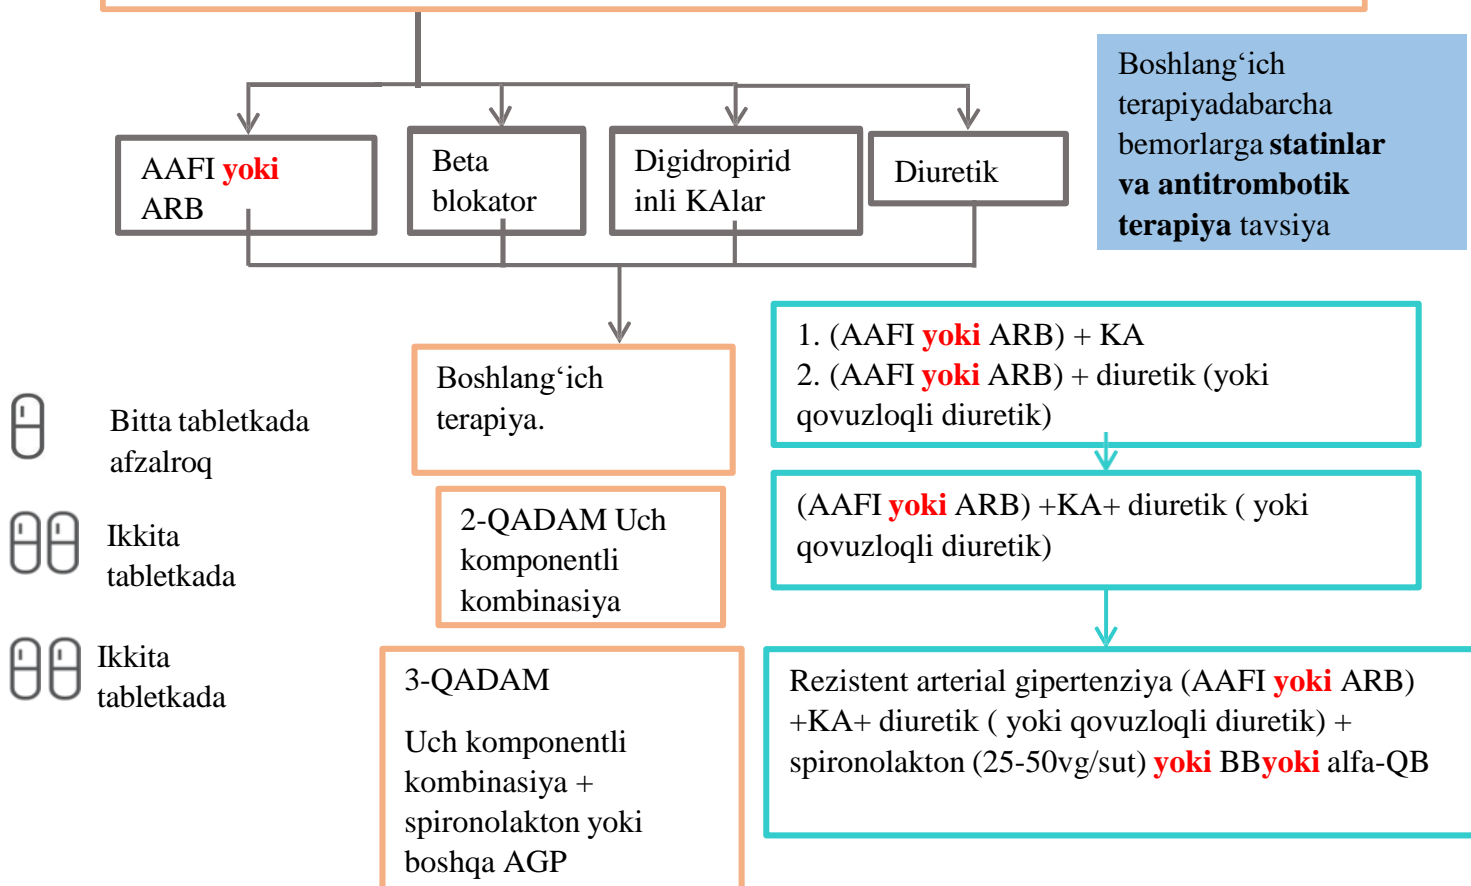 AAFI yoki
ARB
Beta
blokator
Digidropirid
inli KAlar
Diuretik
Boshlang‘ich
terapiyadabarcha
bemorlarga statinlar
va antitrombotik
terapiya tavsiya
Bitta tabletkada
afzalroq
Ikkita
tabletkada
Ikkita
tabletkada
Boshlang‘ich
terapiya.
2-QADAM Uch
komponentli
kombinasiya
3-QADAM
Uch komponentli
kombinasiya +
spironolakton yoki
boshqa AGP
1. (AAFI yoki ARB) + KA
2. (AAFI yoki ARB) + diuretik (yoki
qovuzloqli diuretik)
(AAFI yoki ARB) +KA+ diuretik ( yoki
qovuzloqli diuretik)
Rezistent arterial gipertenziya (AAFI yoki ARB)
+KA+ diuretik ( yoki qovuzloqli diuretik) +
spironolakton (25-50vg/sut) yoki BByoki alfa-QB